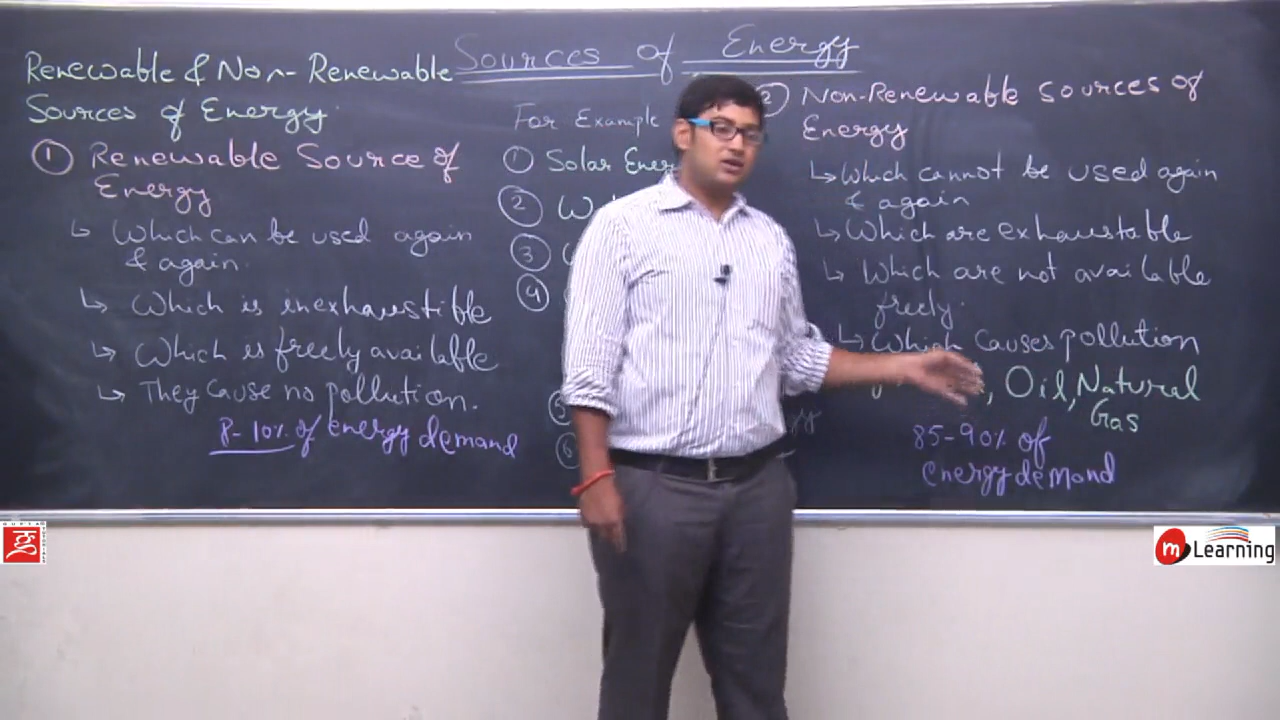 Sources of Energy
Renewable & Non-Renewable
Sources of Energy
① Renewable Source of
Energy
↳ Which can be used again
& again.
↳ Which is inexhaustible
↳ Which is freely available
↳ They cause no pollution.
8-10% of energy demand
For Example
① Solar Ener
②
③
④
⑤
⑥
② Non-Renewable Sources of
Energy
↳ Which cannot be used again
& again
↳ Which are exhaustable
↳ Which are not available
freely.
↳ Which causes pollution
, Oil, Natural
Gas
85-90% of
energy demand
GUPTA TUTORIALS
m Learning